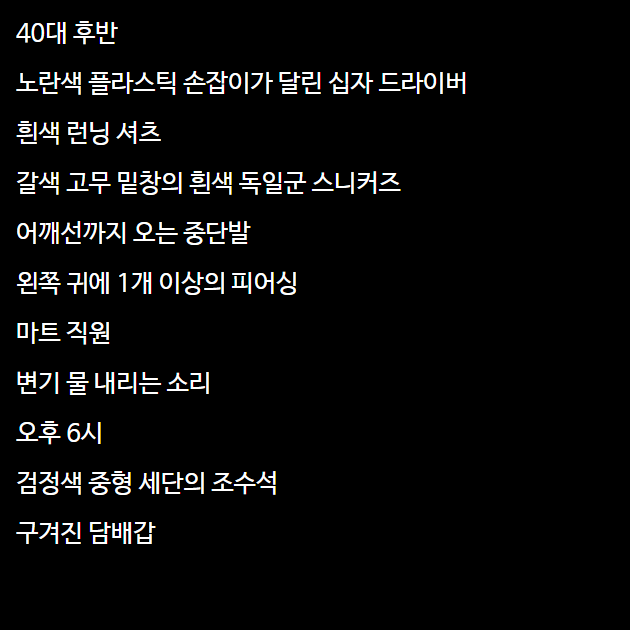 40대 후반
노란색 플라스틱 손잡이가 달린 십자 드라이버
흰색 런닝 셔츠
갈색 고무 밑창의 흰색 독일군 스니커즈
어깨선까지 오는 중단발
왼쪽 귀에 1개 이상의 피어싱
마트 직원
변기 물 내리는 소리
오후 6시
검정색 중형 세단의 조수석
구겨진 담배갑